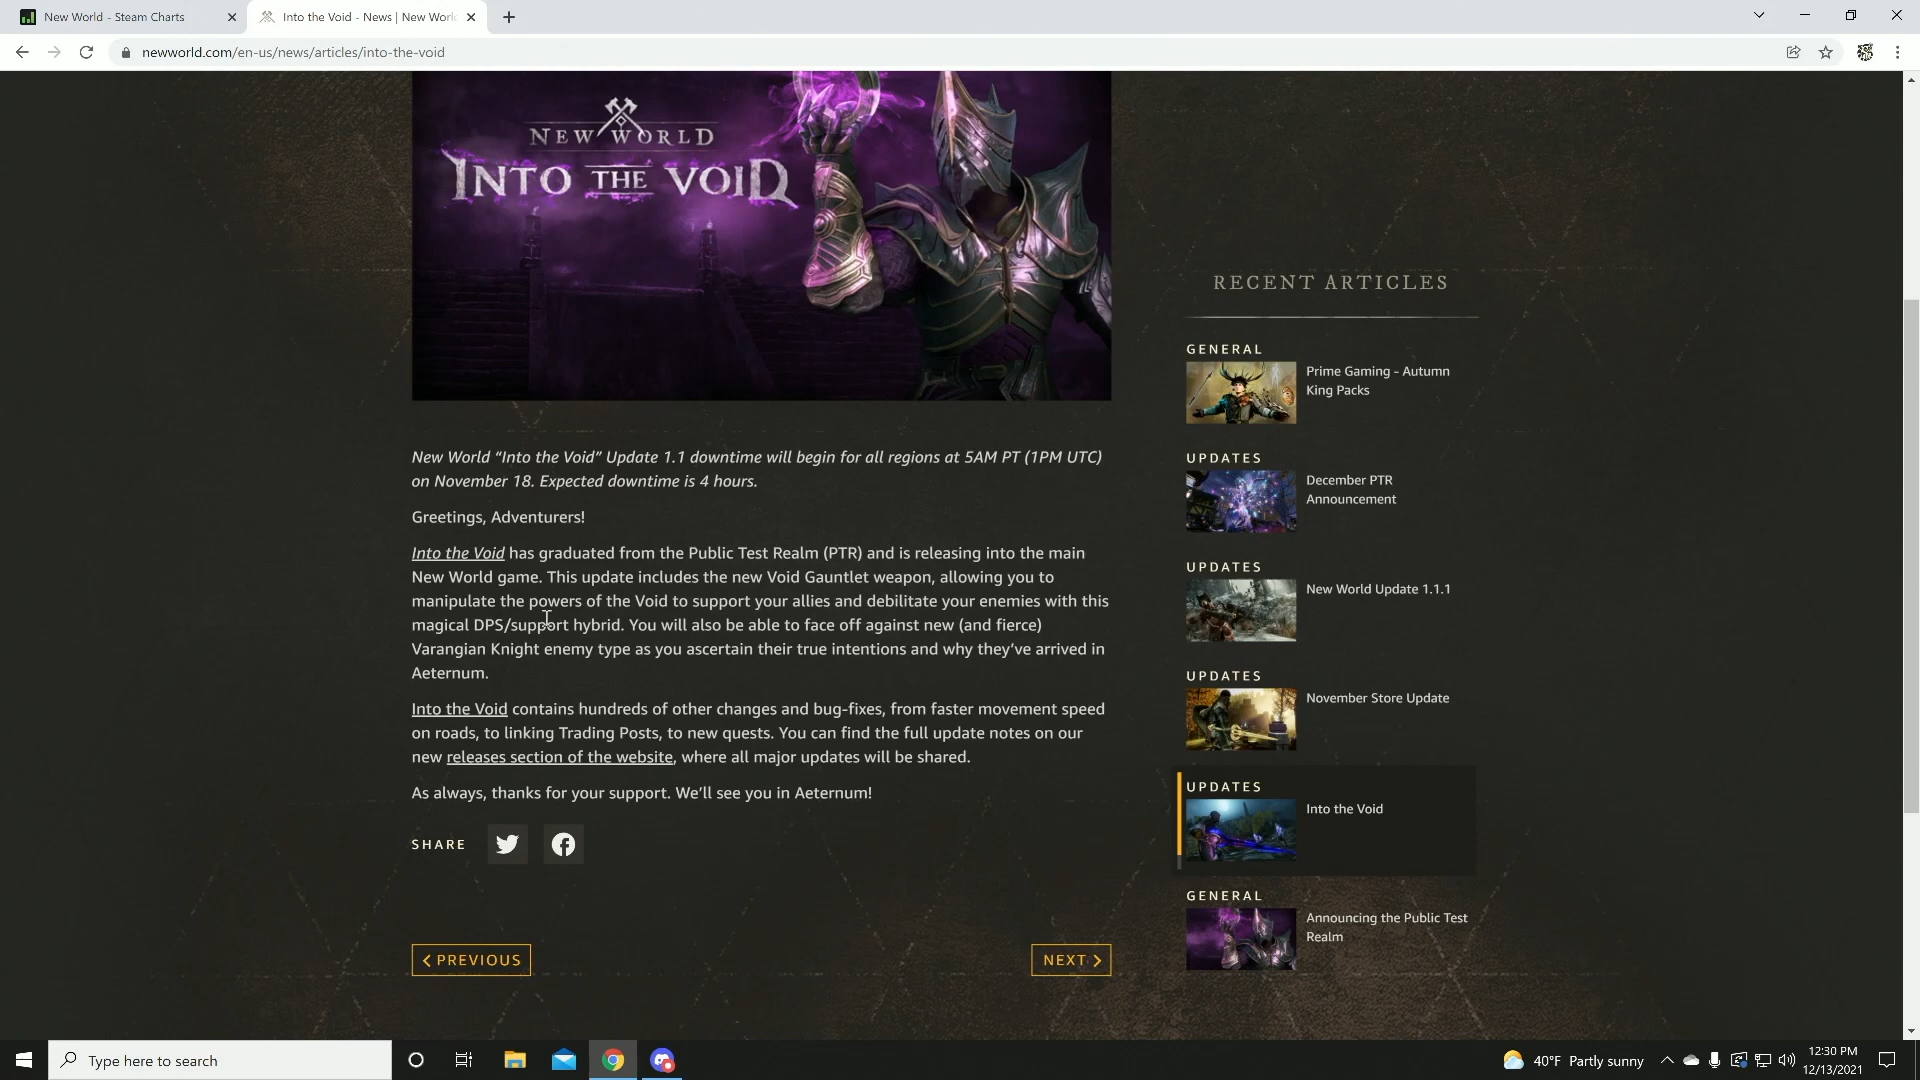 New World - Steam Charts
Into the Void - News | New Worl
newworld.com/en-us/news/articles/into-the-void
NEW WORLD
INTO THE VOID
New World “Into the Void” Update 1.1 downtime will begin for all regions at 5AM PT (1PM UTC)
on November 18. Expected downtime is 4 hours.
Greetings, Adventurers!
Into the Void has graduated from the Public Test Realm (PTR) and is releasing into the main
New World game. This update includes the new Void Gauntlet weapon, allowing you to
manipulate the powers of the Void to support your allies and debilitate your enemies with this
magical DPS/support hybrid. You will also be able to face off against new (and fierce)
Varangian Knight enemy type as you ascertain their true intentions and why they’ve arrived in
Aeternum.
Into the Void contains hundreds of other changes and bug-fixes, from faster movement speed
on roads, to linking Trading Posts, to new quests. You can find the full update notes on our
new releases section of the website, where all major updates will be shared.
As always, thanks for your support. We’ll see you in Aeternum!
SHARE
PREVIOUS
NEXT
RECENT ARTICLES
GENERAL
Prime Gaming - Autumn
King Packs
UPDATES
December PTR
Announcement
UPDATES
New World Update 1.1.1
UPDATES
November Store Update
UPDATES
Into the Void
GENERAL
Announcing the Public Test
Realm
Type here to search
40°F Partly sunny
12:30 PM
12/13/2021